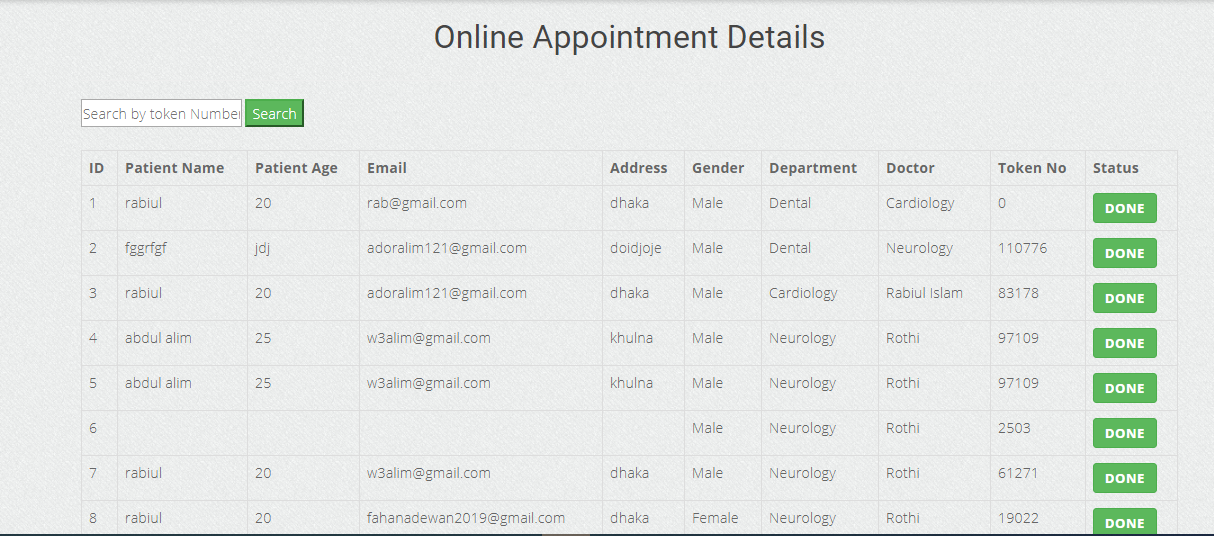 Online Appointment Details
Search by token Number Search
ID Patient Name Patient Age Email Address Gender Department Doctor Token No Status
1 rabiul 20 rab@gmail.com dhaka Male Dental Cardiology 0 DONE
2 fggrfgf jdj adoralim121@gmail.com doidjoje Male Dental Neurology 110776 DONE
3 rabiul 20 adoralim121@gmail.com dhaka Male Cardiology Rabiul Islam 83178 DONE
4 abdul alim 25 w3alim@gmail.com khulna Male Neurology Rothi 97109 DONE
5 abdul alim 25 w3alim@gmail.com khulna Male Neurology Rothi 97109 DONE
6 Male Neurology Rothi 2503 DONE
7 rabiul 20 w3alim@gmail.com dhaka Male Neurology Rothi 61271 DONE
8 rabiul 20 fahanadewan2019@gmail.com dhaka Female Neurology Rothi 19022 DONE